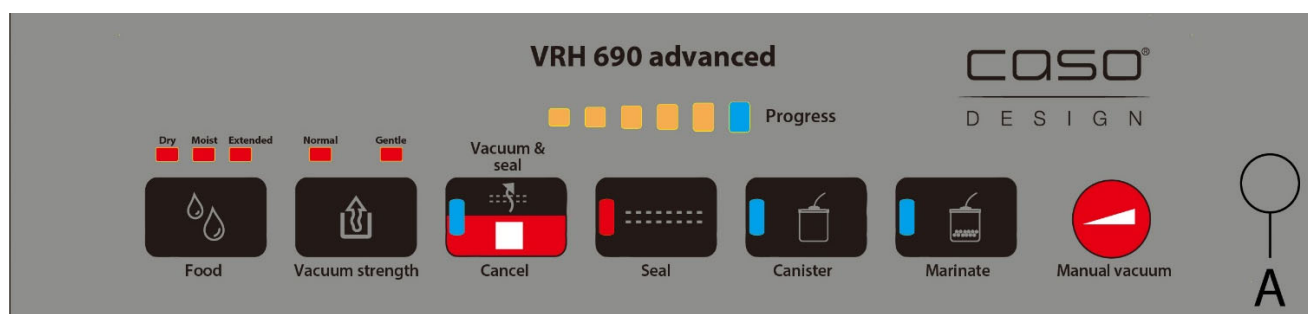 VRH 690 advanced
caso®
DESIGN
Progress
Dry Moist Extended Normal Gentle
Vacuum &
seal
Food Vacuum strength Cancel Seal Canister Marinate Manual vacuum
A